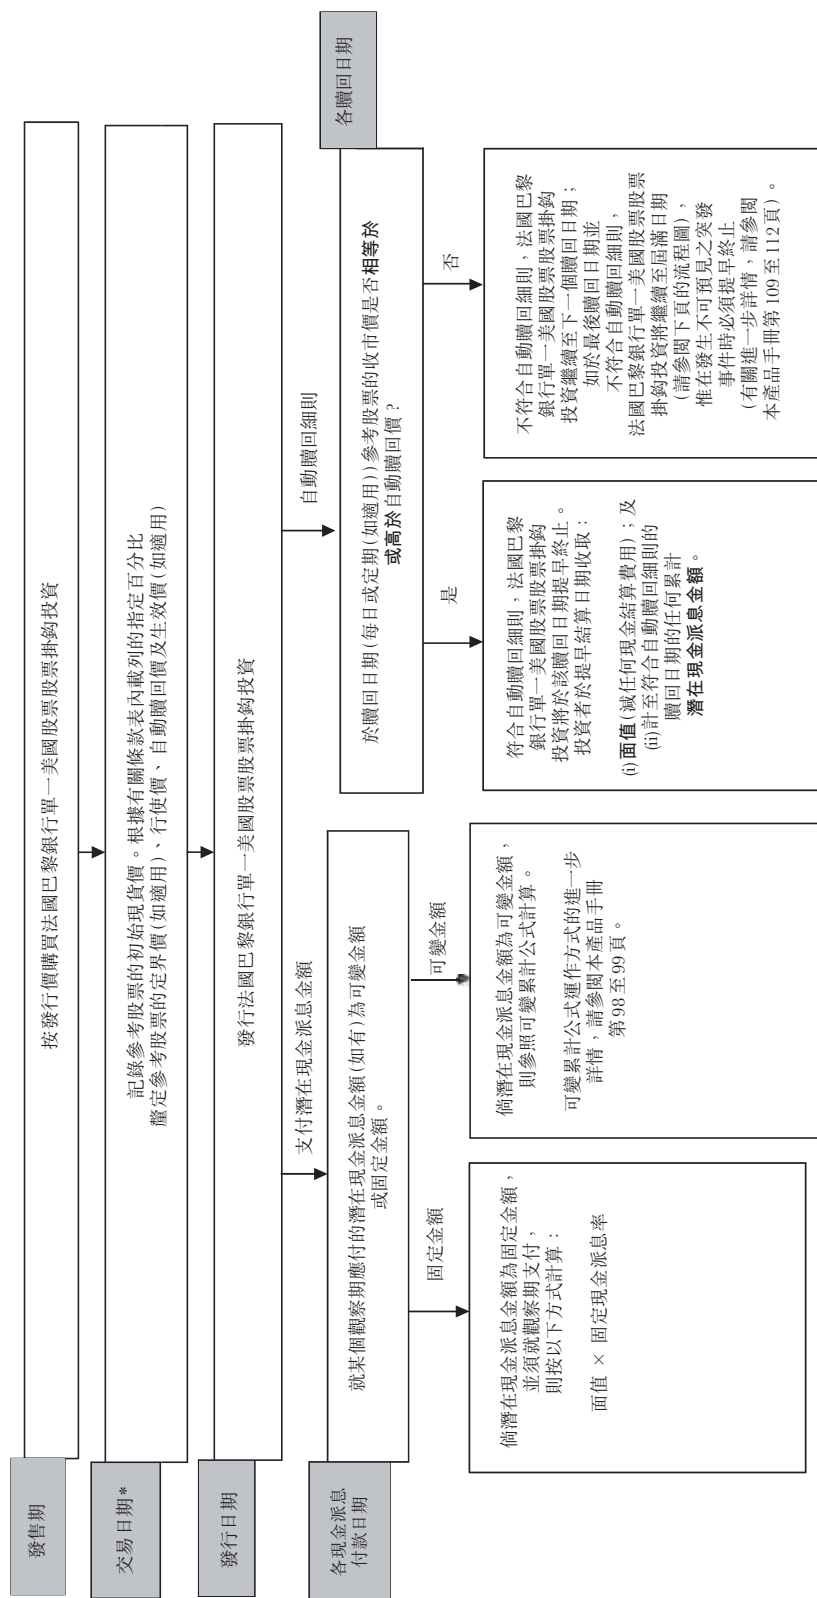 發售期
按發行價購買法國巴黎銀行單一美國股票股票掛鈎投資
交易日期*
記錄參考股票的初始現貨價。根據有關條款表內載列的指定百分比
釐定參考股票的定界價(如適用)、行使價、自動贖回價及生效價(如適用)
發行日期
發行法國巴黎銀行單一美國股票股票掛鈎投資
支付潛在現金派息金額
自動贖回細則
各現金派息
付款日期
就某個觀察期應付的潛在現金派息金額(如有)為可變金額
或固定金額。
固定金額
可變金額
倘潛在現金派息金額為固定金額，
並須就觀察期支付，
則按以下方式計算：
面值 × 固定現金派息率
倘潛在現金派息金額為可變金額，
則參照可變累計公式計算。
可變累計公式運作方式的進一步
詳情，請參閱本產品手冊
第98至99頁。
各贖回日期
於贖回日期(每日或定期(如適用))參考股票的收市價是否相等於
或高於自動贖回價？
是
否
符合自動贖回細則，法國巴黎
銀行單一美國股票股票掛鈎
投資將於該贖回日期提早終止。
投資者於提早結算日期收取：
(i)面值(減任何現金結算費用)；及
(ii)計至符合自動贖回細則的
贖回日期的任何累計
潛在現金派息金額。
不符合自動贖回細則，法國巴黎
銀行單一美國股票股票掛鈎
投資繼續至下一個贖回日期；
如於最後贖回日期並
不符合自動贖回細則，
法國巴黎銀行單一美國股票股票
掛鈎投資將繼續至屆滿日期
(請參閱下頁的流程圖)，
惟在發生不可預見之突發
事件時必須提早終止
(有關進一步詳情，請參閱
本產品手冊第109至112頁)。